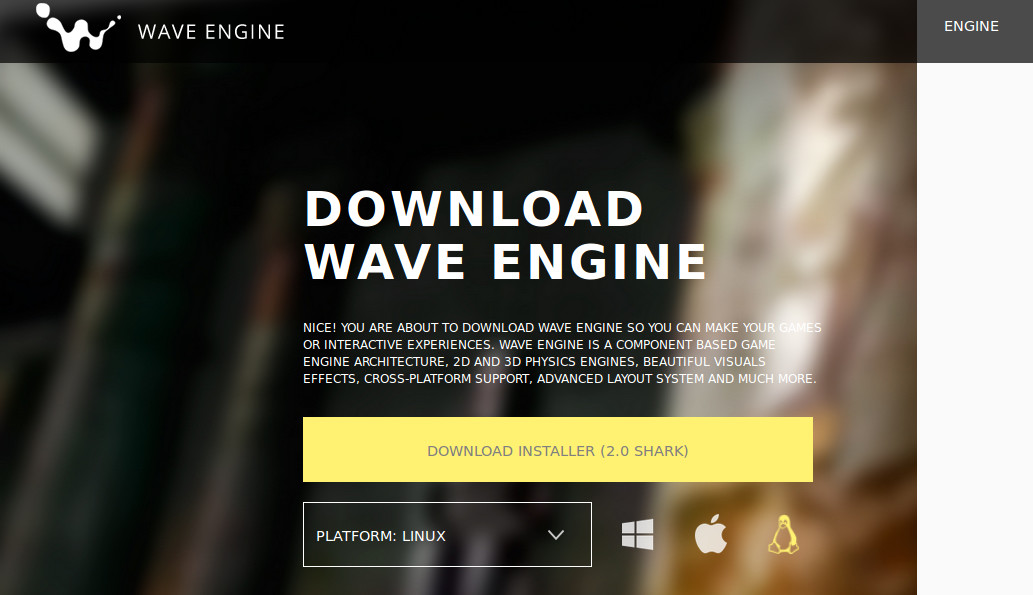 WAVE ENGINE
ENGINE
DOWNLOAD
WAVE ENGINE
NICE! YOU ARE ABOUT TO DOWNLOAD WAVE ENGINE SO YOU CAN MAKE YOUR GAMES
OR INTERACTIVE EXPERIENCES. WAVE ENGINE IS A COMPONENT BASED GAME
ENGINE ARCHITECTURE, 2D AND 3D PHYSICS ENGINES, BEAUTIFUL VISUALS
EFFECTS, CROSS-PLATFORM SUPPORT, ADVANCED LAYOUT SYSTEM AND MUCH MORE.
DOWNLOAD INSTALLER (2.0 SHARK)
PLATFORM: LINUX